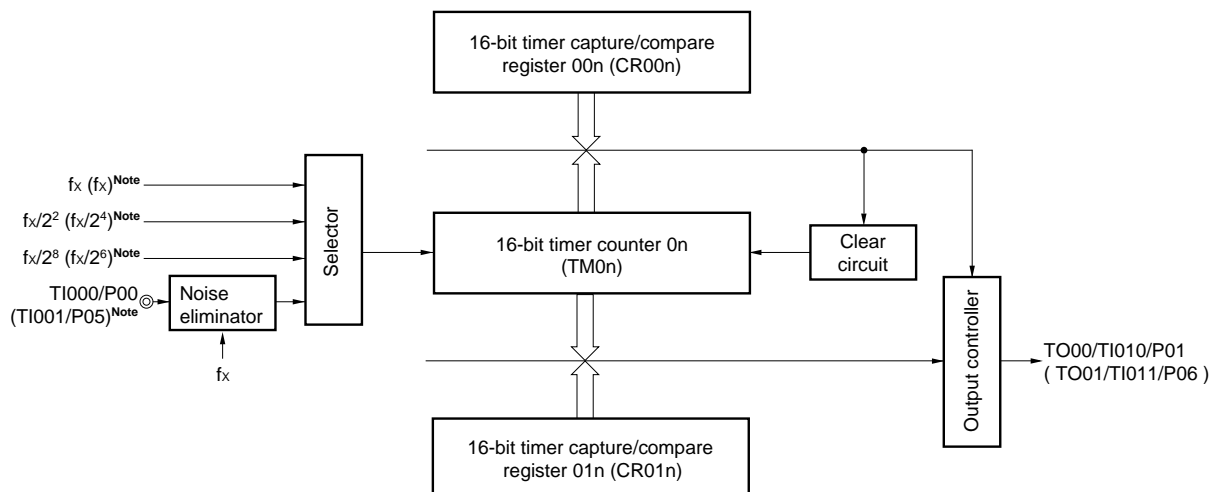 16-bit timer capture/compare
register 00n (CR00n)
fX (fX)Note
fX/2² (fX/2⁴)Note
fX/2⁸ (fX/2⁶)Note
TI000/P00
(TI001/P05)Note
Noise
eliminator
fX
Selector
16-bit timer counter 0n
(TM0n)
Clear
circuit
Output controller
TO00/TI010/P01
( TO01/TI011/P06 )
16-bit timer capture/compare
register 01n (CR01n)